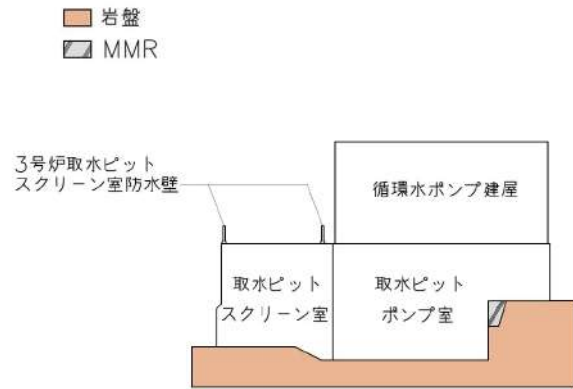 岩盤
MMR
3号炉取水ピット
スクリーン室防水壁
循環水ポンプ建屋
取水ピット
スクリーン室
取水ピット
ポンプ室